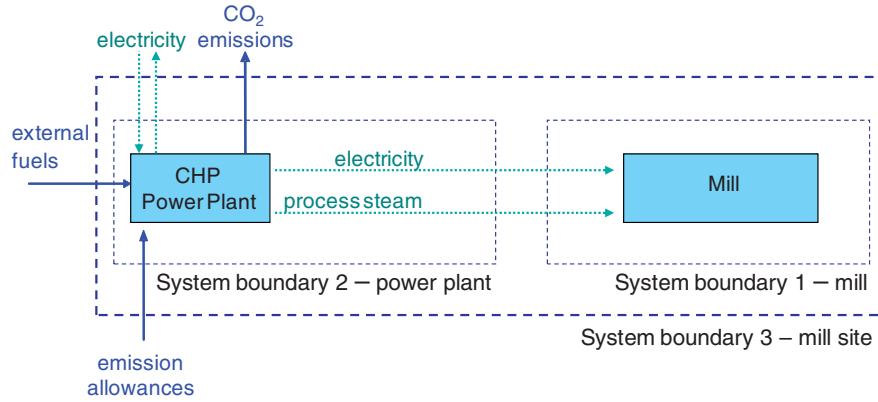 CO₂
emissions
electricity
external
fuels
CHP
Power Plant
electricity
process steam
Mill
System boundary 2 – power plant
System boundary 1 – mill
System boundary 3 – mill site
emission
allowances